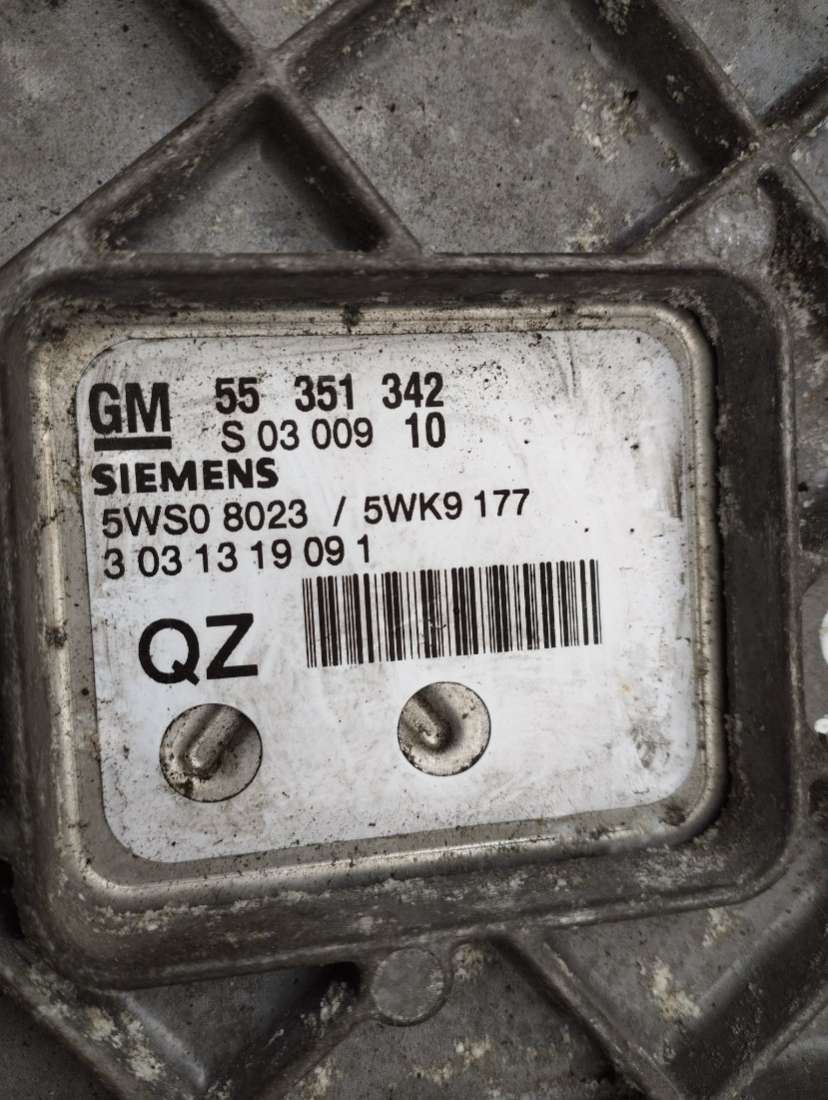 GM 55 351 342
S 03 009 10
SIEMENS
5WS0 8023 / 5WK9 177
3 03 13 19 09 1
QZ